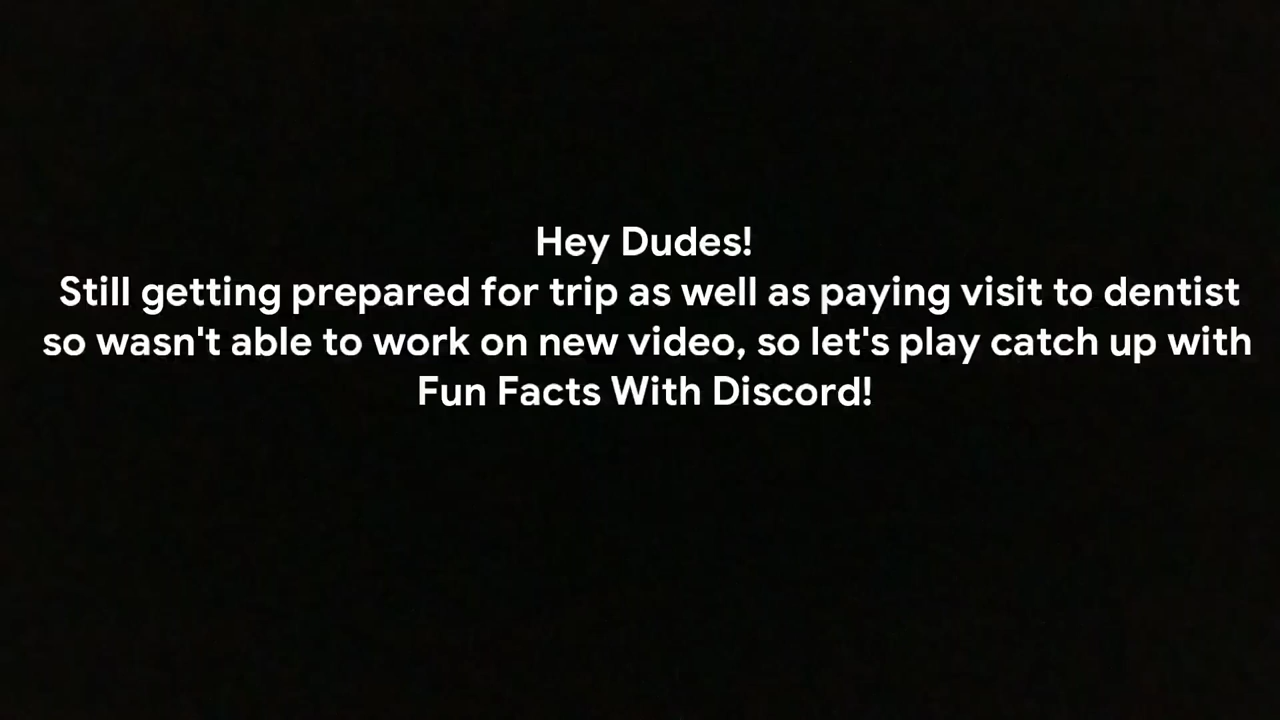 Hey Dudes!
Still getting prepared for trip as well as paying visit to dentist
so wasn't able to work on new video, so let's play catch up with
Fun Facts With Discord!